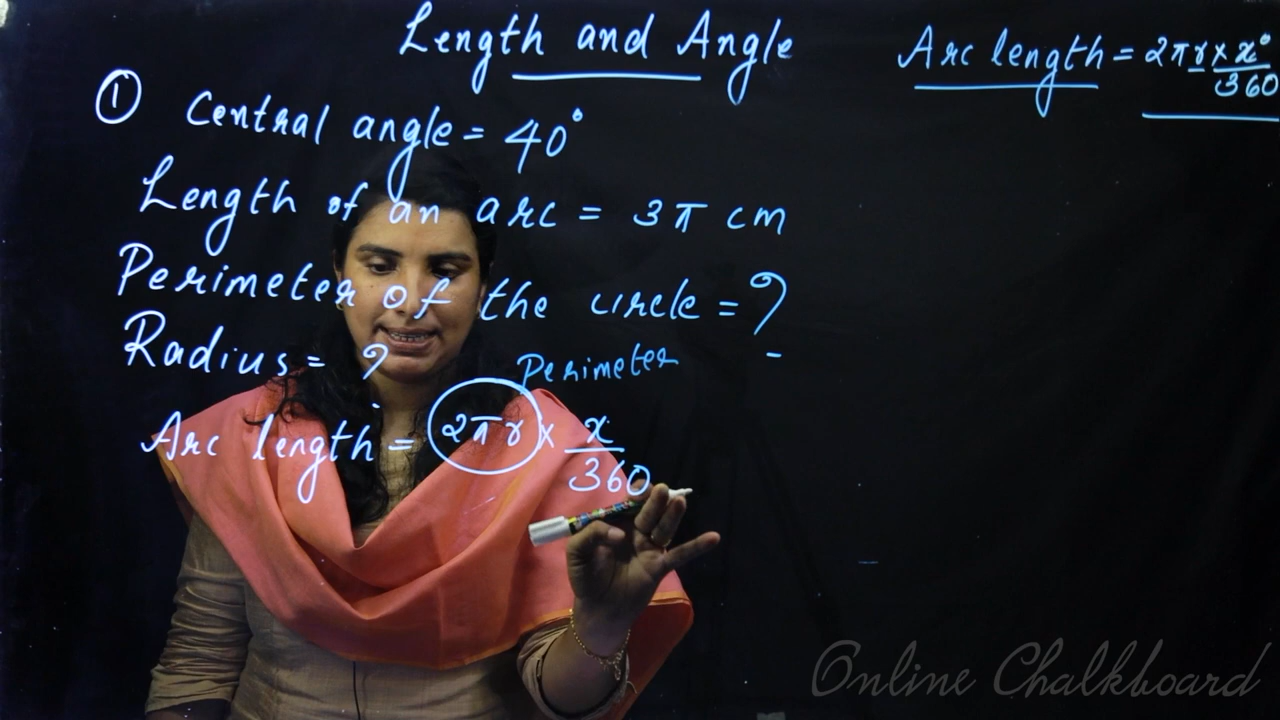 Length and Angle
Arc length = 2πr × x°/360
① Central angle = 40°
Length of an arc = 3π cm
Perimeter of the circle = ?
Radius = ?
Perimeter
Arc length = 2πr × x/360
Online Chalkboard